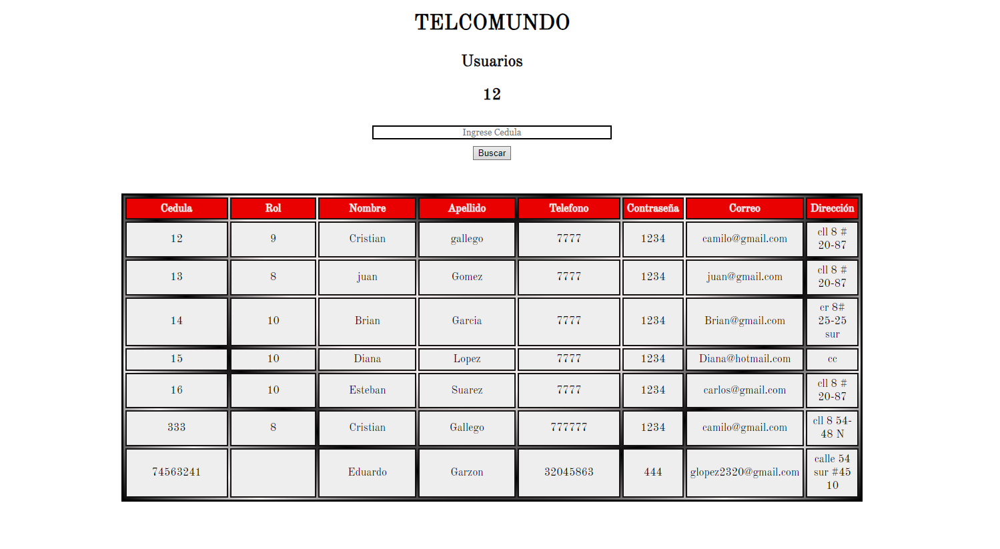 TELCOMUNDO
Usuarios
12
Ingrese Cedula
Buscar
Cedula Rol Nombre Apellido Telefono Contraseña Correo Dirección
12 9 Cristian gallego 7777 1234 camilo@gmail.com cll 8 #
20-87
13 8 juan Gomez 7777 1234 juan@gmail.com cll 8 #
20-87
14 10 Brian Garcia 7777 1234 Brian@gmail.com cr 8#
25-25
sur
15 10 Diana Lopez 7777 1234 Diana@hotmail.com cc
16 10 Esteban Suarez 7777 1234 carlos@gmail.com cll 8 #
20-87
333 8 Cristian Gallego 777777 1234 camilo@gmail.com cll 8 54-
48 N
74563241 Eduardo Garzon 32045863 444 glopez2320@gmail.com calle 54
sur #45
10